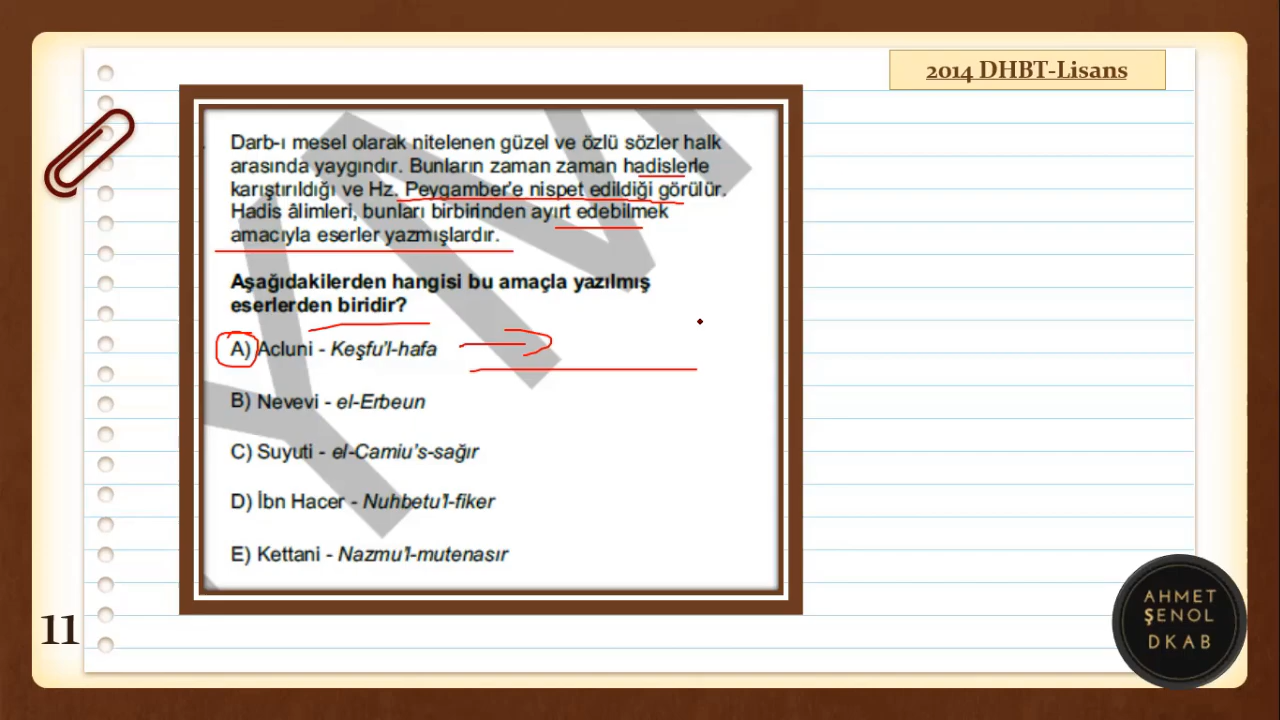 2014 DHBT-Lisans
Darb-ı mesel olarak nitelenen güzel ve özlü sözler halk
arasında yaygındır. Bunların zaman zaman hadislerle
karıştırıldığı ve Hz. Peygamber'e nispet edildiği görülür.
Hadis âlimleri, bunları birbirinden ayırt edebilmek
amacıyla eserler yazmışlardır.
Aşağıdakilerden hangisi bu amaçla yazılmış
eserlerden biridir?
A) Acluni - Keşfu'l-hafa
B) Nevevi - el-Erbeun
C) Suyuti - el-Camiu's-sağır
D) İbn Hacer - Nuhbetu'l-fiker
E) Kettani - Nazmu'l-mutenasır
11
AHMET
ŞENOL
DKAB